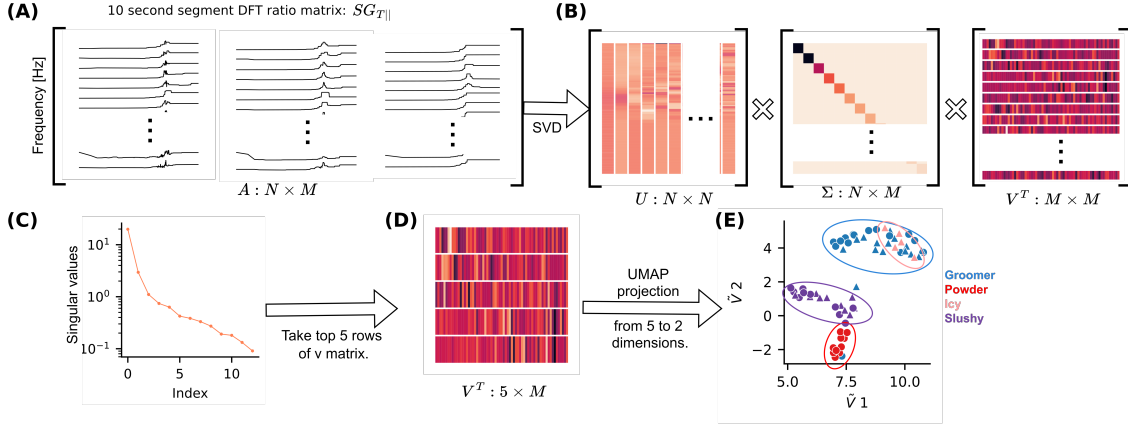 (A)
10 second segment DFT ratio matrix: SG_{T||}
Frequency [Hz]
A : N × M
SVD
(B)
U : N × N
Σ : N × M
V^T : M × M
(C)
Singular values
10^1
10^0
10^{-1}
0
5
10
Index
Take top 5 rows
of v matrix.
(D)
V^T : 5 × M
UMAP
projection
from 5 to 2
dimensions.
(E)
Ṽ 2
4
2
0
−2
5.0
7.5
10.0
Ṽ 1
Groomer
Powder
Icy
Slushy